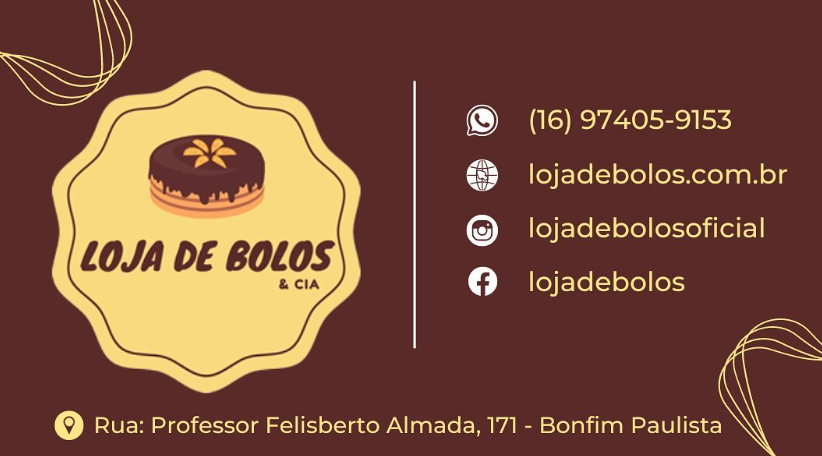 LOJA DE BOLOS
& CIA
(16) 97405-9153
lojadebolos.com.br
lojadebolosoficial
lojadebolos
Rua: Professor Felisberto Almada, 171 - Bonfim Paulista